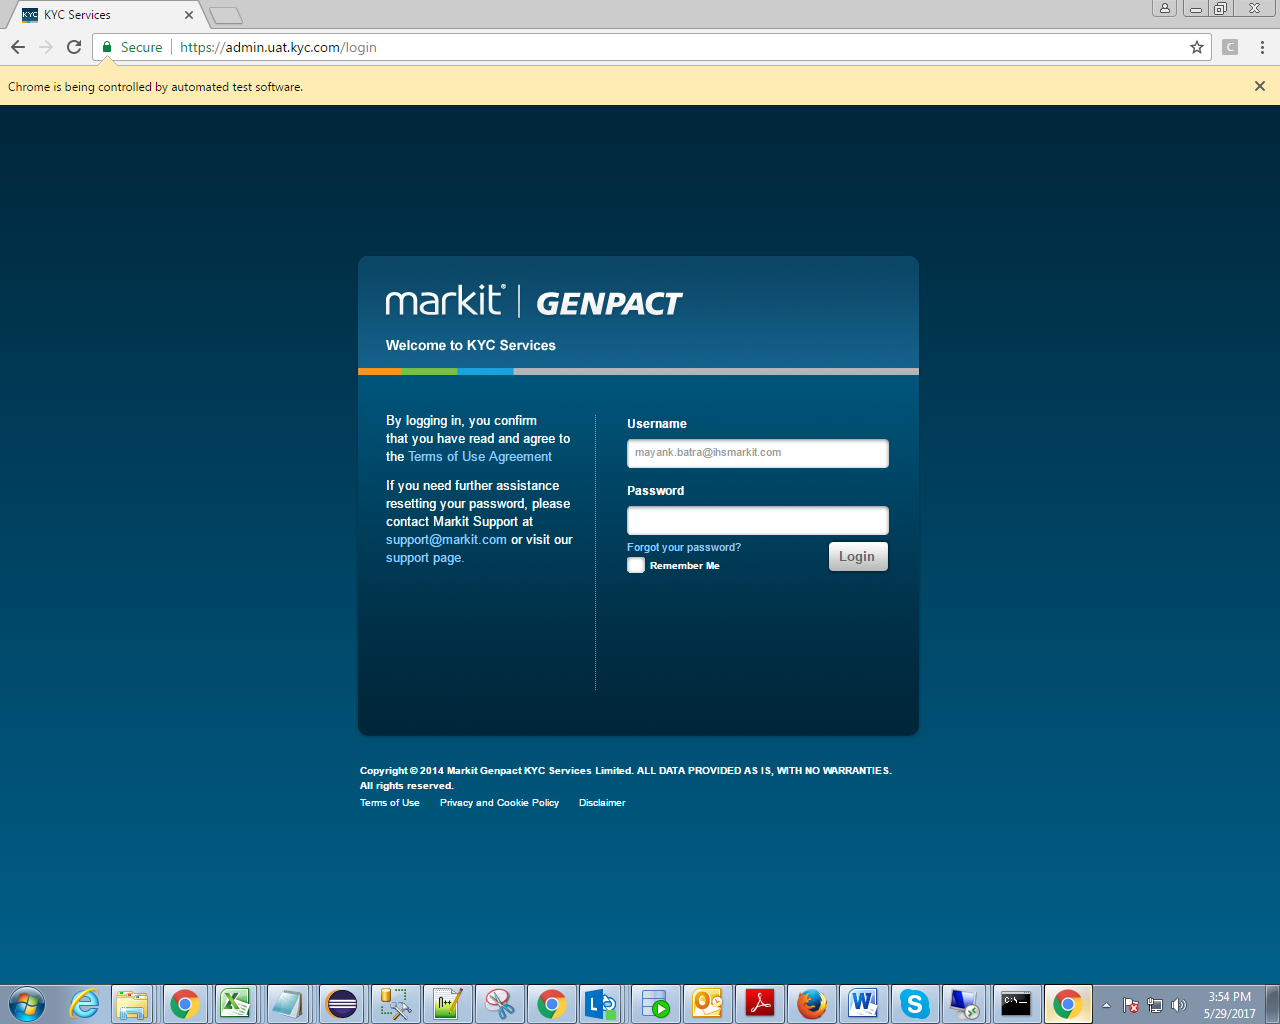 KYC KYC Services
Secure https://admin.uat.kyc.com/login
C
Chrome is being controlled by automated test software.
markit® | GENPACT
Welcome to KYC Services
By logging in, you confirm
that you have read and agree to
the Terms of Use Agreement
If you need further assistance
resetting your password, please
contact Markit Support at
support@markit.com or visit our
support page.
Username
mayank.batra@ihsmarkit.com
Password
Forgot your password?
Remember Me
Login
Copyright © 2014 Markit Genpact KYC Services Limited. ALL DATA PROVIDED AS IS, WITH NO WARRANTIES.
All rights reserved.
Terms of Use Privacy and Cookie Policy Disclaimer
3:54 PM
5/29/2017